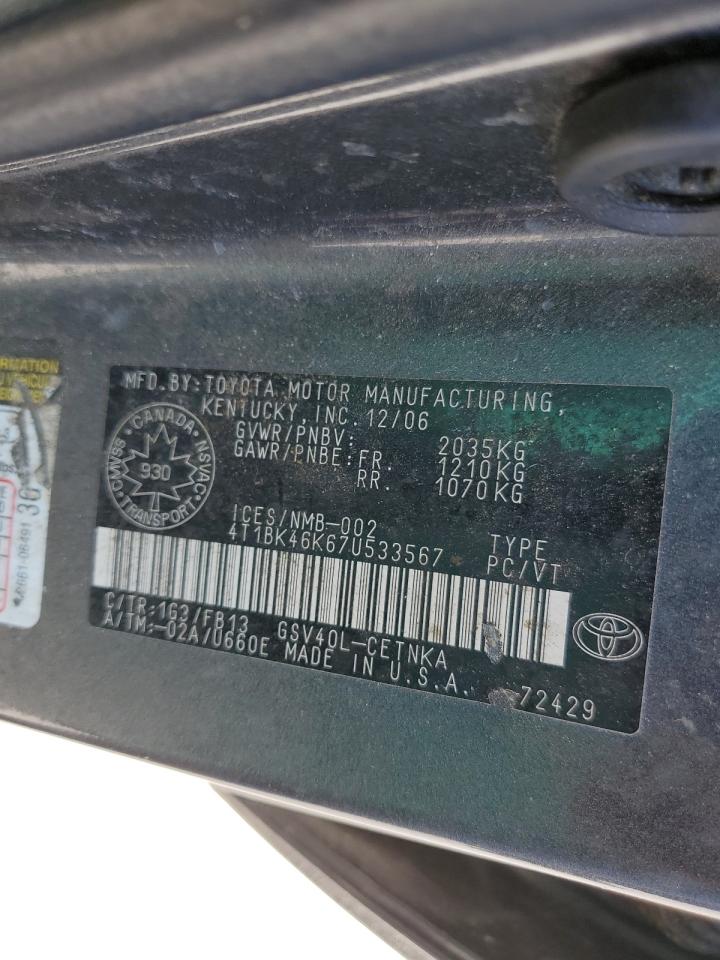 MFD.BY:TOYOTA MOTOR MANUFACTURING,
KENTUCKY, INC. 12/06
GVWR/PNBV: 2035KG
GAWR/PNBE:FR. 1210KG
RR. 1070KG
CANADA
NSVAC
TRANSPORT
CMVSS
930
ICES/NMB-002
4T1BK46K67U533567
TYPE
PC/VT
C/TR:1G3/FB13 GSV40L-CETNKA
A/TM:-02A/U660E MADE IN U.S.A.
72429